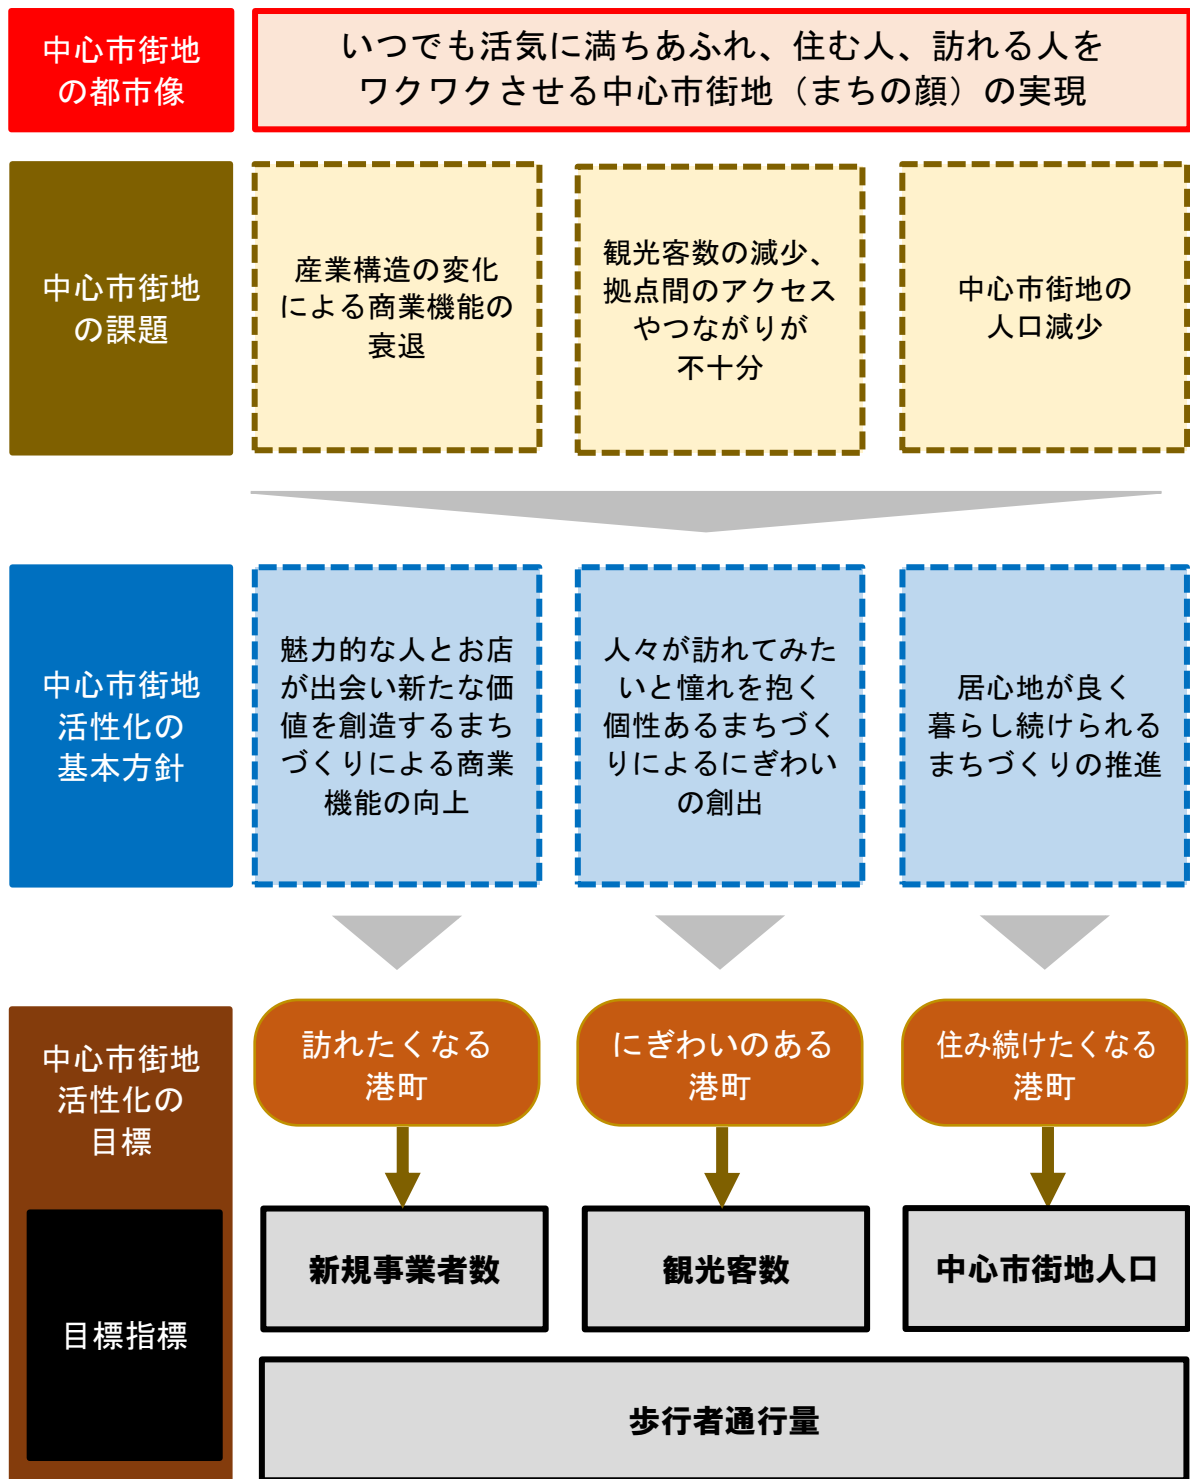 中心市街地
の都市像
いつでも活気に満ちあふれ、住む人、訪れる人を
ワクワクさせる中心市街地（まちの顔）の実現
中心市街地
の課題
産業構造の変化
による商業機能の
衰退
観光客数の減少、
拠点間のアクセス
やつながりが
不十分
中心市街地の
人口減少
中心市街地
活性化の
基本方針
魅力的な人とお店
が出会い新たな価
値を創造するまち
づくりによる商業
機能の向上
人々が訪れてみた
いと憧れを抱く
個性あるまちづく
りによるにぎわい
の創出
居心地が良く
暮らし続けられる
まちづくりの推進
中心市街地
活性化の
目標
訪れたくなる
港町
にぎわいのある
港町
住み続けたくなる
港町
目標指標
新規事業者数
観光客数
中心市街地人口
歩行者通行量